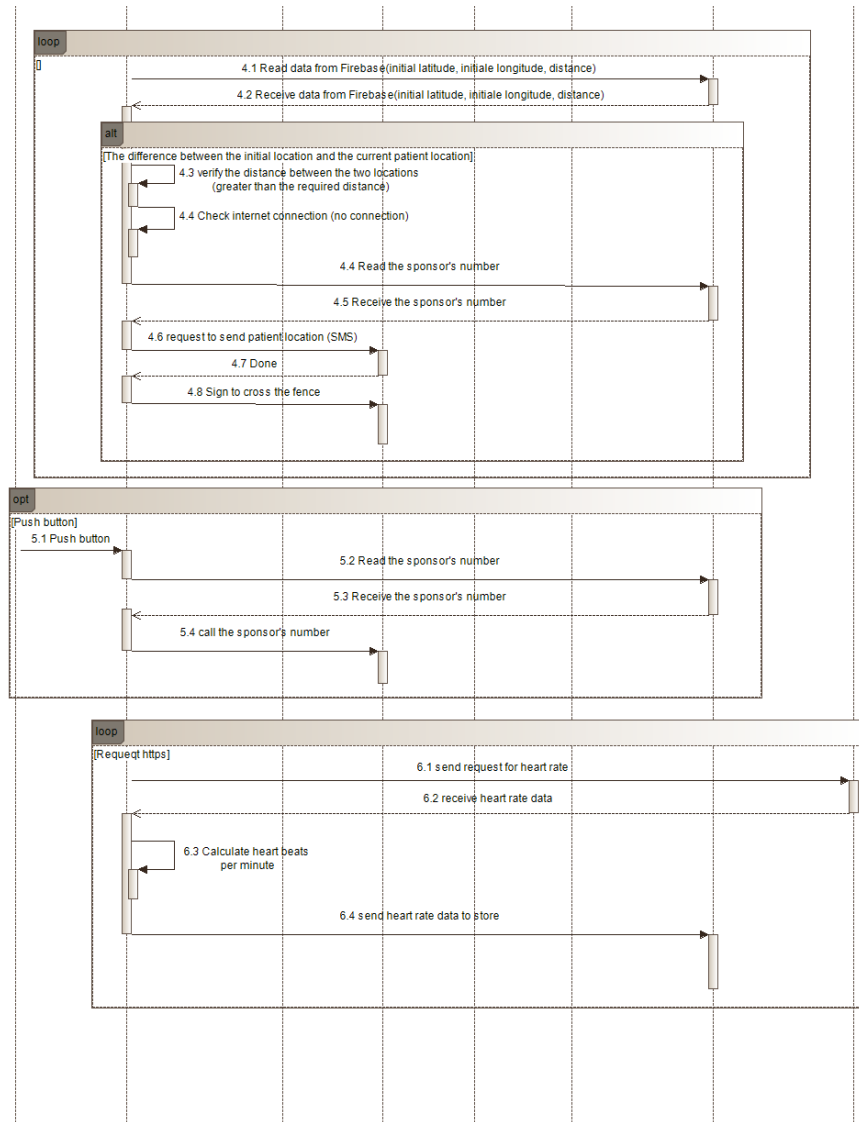 loop
[]
4.1 Read data from Firebase(initial latitude, initiale longitude, distance)
4.2 Receive data from Firebase(initial latitude, initiale longitude, distance)
alt
[The difference between the initial location and the current patient location]
4.3 verify the distance between the two locations
(greater than the required distance)
4.4 Check internet connection (no connection)
4.4 Read the sponsor's number
4.5 Receive the sponsor's number
4.6 request to send patient location (SMS)
4.7 Done
4.8 Sign to cross the fence
opt
[Push button]
5.1 Push button
5.2 Read the sponsor's number
5.3 Receive the sponsor's number
5.4 call the sponsor's number
loop
[Requeqt https]
6.1 send request for heart rate
6.2 receive heart rate data
6.3 Calculate heart beats
per minute
6.4 send heart rate data to store